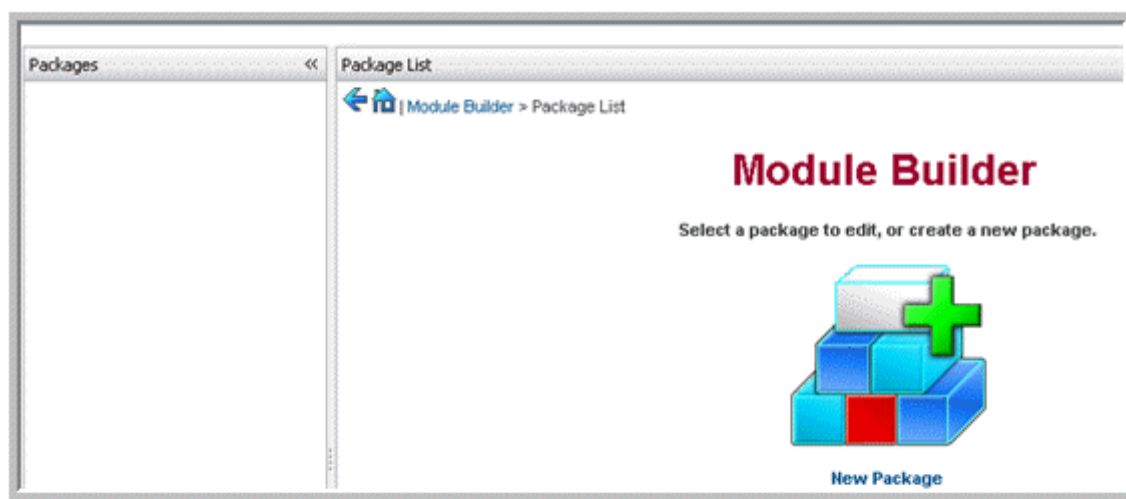 Packages «
Package List
| Module Builder > Package List
Module Builder
Select a package to edit, or create a new package.
New Package